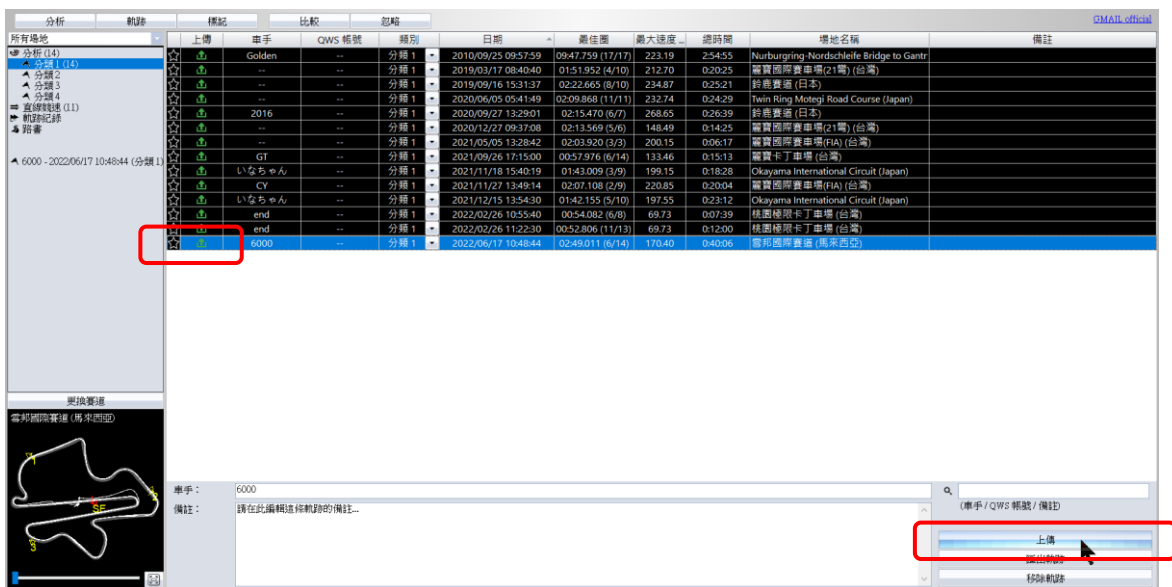 分析 軌跡 標記 比較 忽略 GMAIL official
所有場地
分析 (14)
分類 1 (14)
分類 2
分類 3
分類 4
直線競速 (11)
軌跡紀錄
路書
6000 - 2022/06/17 10:48:44 (分類 1)
上傳 車手 QWS 帳號 類別 日期 最佳圈 最大速度 .. 總時間 場地名稱 備註
Golden -- 分類 1 2010/09/25 09:57:59 09:47.759 (17/17) 223.19 2:54:55 Nurburgring-Nordschleife Bridge to Gantr
-- -- 分類 1 2019/03/17 08:40:40 01:51.952 (4/10) 212.70 0:20:25 麗寶國際賽車場(21彎) (台灣)
-- -- 分類 1 2019/09/16 15:31:37 02:22.665 (8/10) 234.87 0:25:21 鈴鹿賽道 (日本)
-- -- 分類 1 2020/06/05 05:41:49 02:09.868 (11/11) 232.74 0:24:29 Twin Ring Motegi Road Course (Japan)
2016 -- 分類 1 2020/09/27 13:29:01 02:15.470 (6/7) 268.65 0:26:39 鈴鹿賽道 (日本)
-- -- 分類 1 2020/12/27 09:37:08 02:13.569 (5/6) 148.49 0:14:25 麗寶國際賽車場(21彎) (台灣)
-- -- 分類 1 2021/05/05 13:28:42 02:03.920 (3/3) 200.15 0:06:17 麗寶國際賽車場(FIA) (台灣)
GT -- 分類 1 2021/09/26 17:15:00 00:57.976 (6/14) 133.46 0:15:13 麗寶卡丁車場 (台灣)
いなちゃん -- 分類 1 2021/11/18 15:40:19 01:43.009 (3/9) 199.15 0:18:28 Okayama International Circuit (Japan)
CY -- 分類 1 2021/11/27 13:49:14 02:07.108 (2/9) 220.85 0:20:04 麗寶國際賽車場(FIA) (台灣)
いなちゃん -- 分類 1 2021/12/15 13:54:30 01:42.155 (5/10) 197.55 0:23:12 Okayama International Circuit (Japan)
end -- 分類 1 2022/02/26 10:55:40 00:54.082 (6/8) 69.73 0:07:39 桃園極限卡丁車場 (台灣)
end -- 分類 1 2022/02/26 11:22:30 00:52.806 (11/13) 69.73 0:12:00 桃園極限卡丁車場 (台灣)
6000 -- 分類 1 2022/06/17 10:48:44 02:49.011 (6/14) 170.40 0:40:06 雪邦國際賽道 (馬來西亞)
更換賽道
雪邦國際賽道 (馬來西亞)
1
2
SF
3
車手： 6000
備註： 請在此編輯這條軌跡的備註...
(車手 / QWS 帳號 / 備註)
上傳
匯出軌跡
移除軌跡